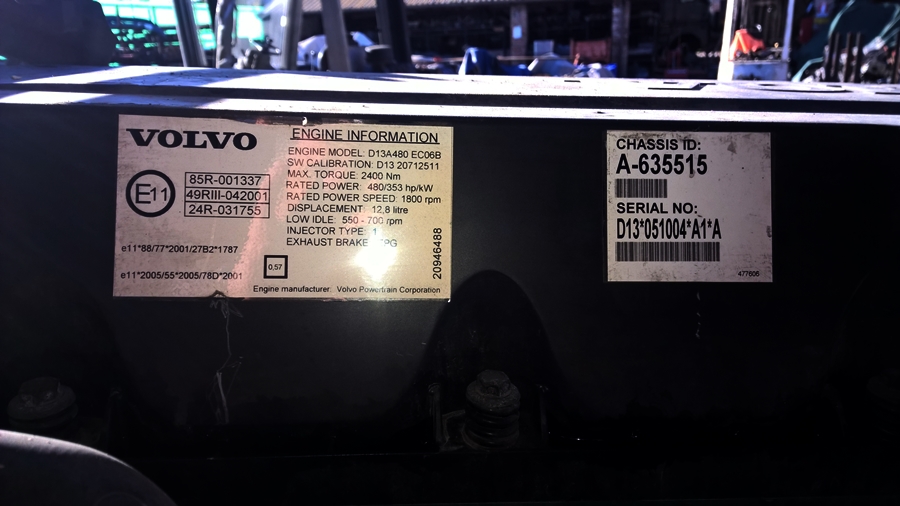 VOLVO
E11
85R-001337
49RIII-042001
24R-031755
e11*88/77*2001/27B2*1787
e11*2005/55*2005/78D*2001
ENGINE INFORMATION
ENGINE MODEL: D13A480 EC06B
SW CALIBRATION: D13 20712511
MAX. TORQUE: 2400 Nm
RATED POWER: 480/353 hp/kW
RATED POWER SPEED: 1800 rpm
DISPLACEMENT: 12,8 litre
LOW IDLE: 550 - 700 rpm
INJECTOR TYPE: 1
EXHAUST BRAKE
0,57
20946488
Engine manufacturer: Volvo Powertrain Corporation
CHASSIS ID:
A-635515
SERIAL NO:
D13*051004*A1*A
477605